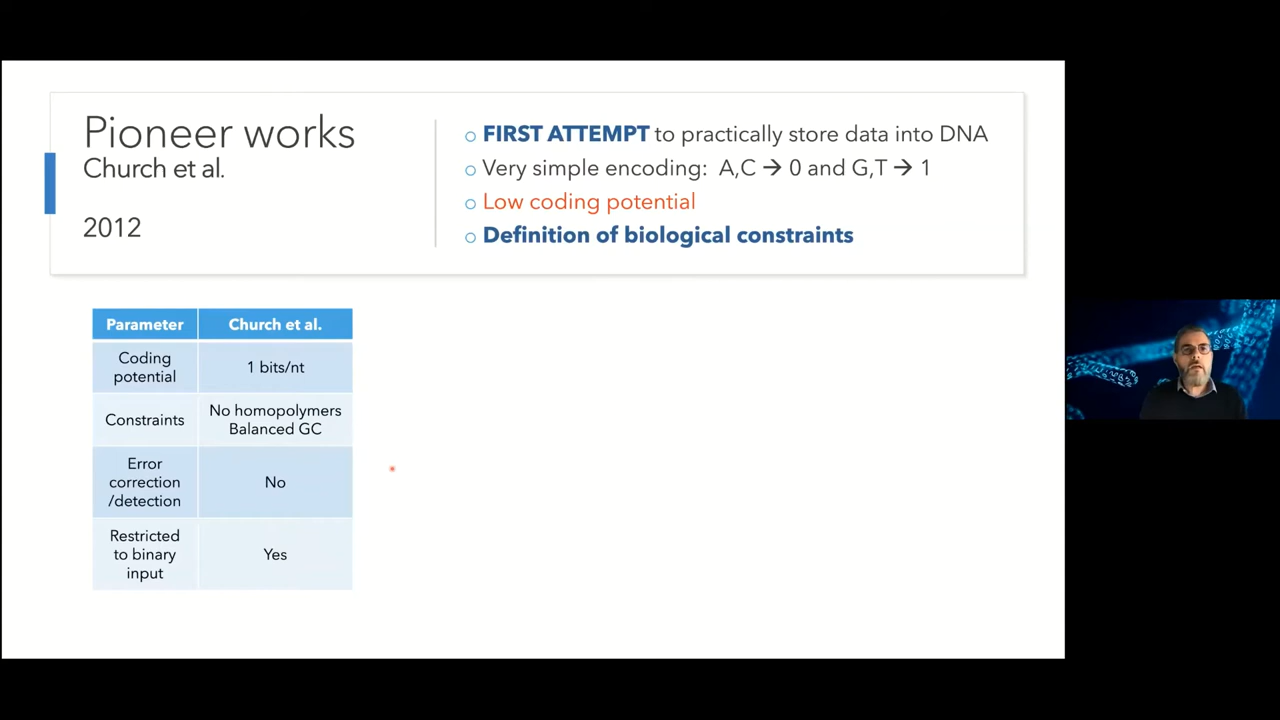 Pioneer works
Church et al.
2012
FIRST ATTEMPT to practically store data into DNA
Very simple encoding: A,C → 0 and G,T → 1
Low coding potential
Definition of biological constraints
Parameter
Church et al.
Coding
potential
1 bits/nt
Constraints
No homopolymers
Balanced GC
Error
correction
/detection
No
Restricted
to binary
input
Yes